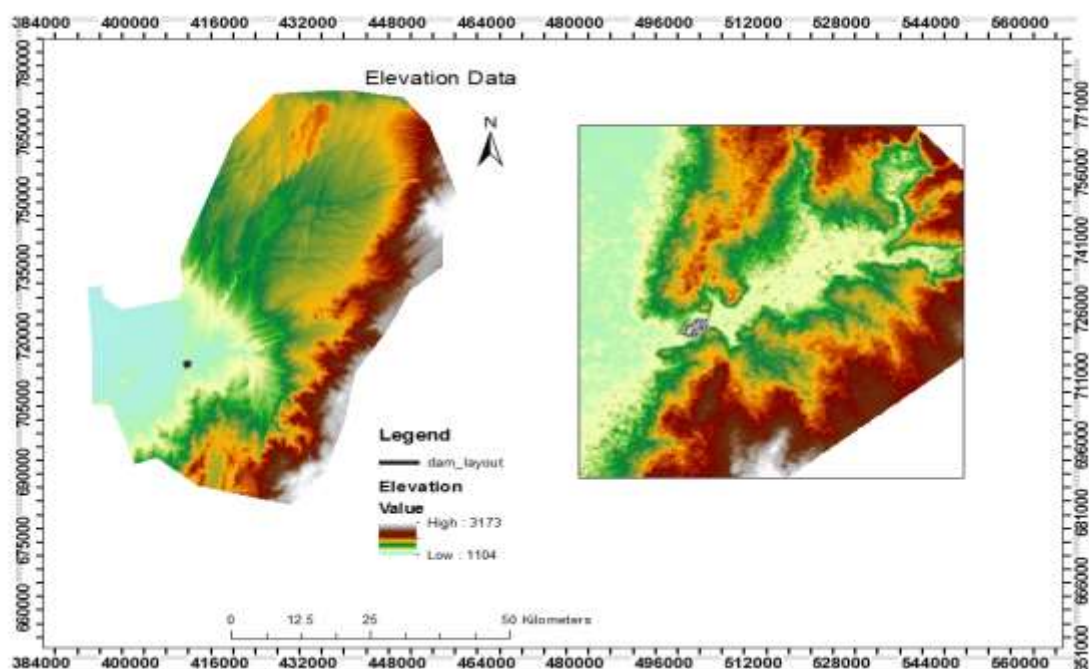 384000 400000 416000 432000 448000 464000 480000 496000 512000 528000 544000 560000
780000 765000 750000 735000 720000 705000 690000 675000 660000
Elevation Data
N
Legend
dam_layout
Elevation
Value
High : 3173
Low : 1104
0 12.5 25 50 Kilometers
771000 756000 741000 726000 711000 696000 681000 666000
384000 400000 416000 432000 448000 464000 480000 496000 512000 528000 544000 560000